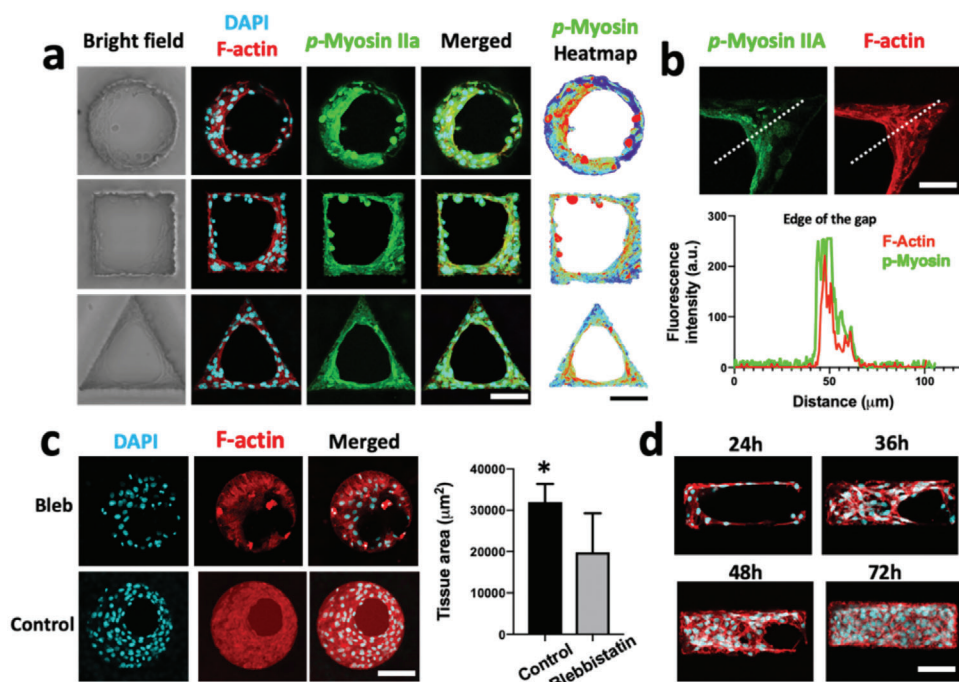 a
Bright field
DAPI
F-actin
p-Myosin IIa
Merged
p-Myosin
Heatmap
b
p-Myosin IIA
F-actin
Edge of the gap
F-Actin
p-Myosin
Fluorescence
intensity (a.u.)
300
200
100
0
0
50
100
Distance (μm)
c
DAPI
F-actin
Merged
Bleb
Control
Tissue area (μm²)
40000
30000
20000
10000
0
*
Control
Blebbistatin
d
24h
36h
48h
72h